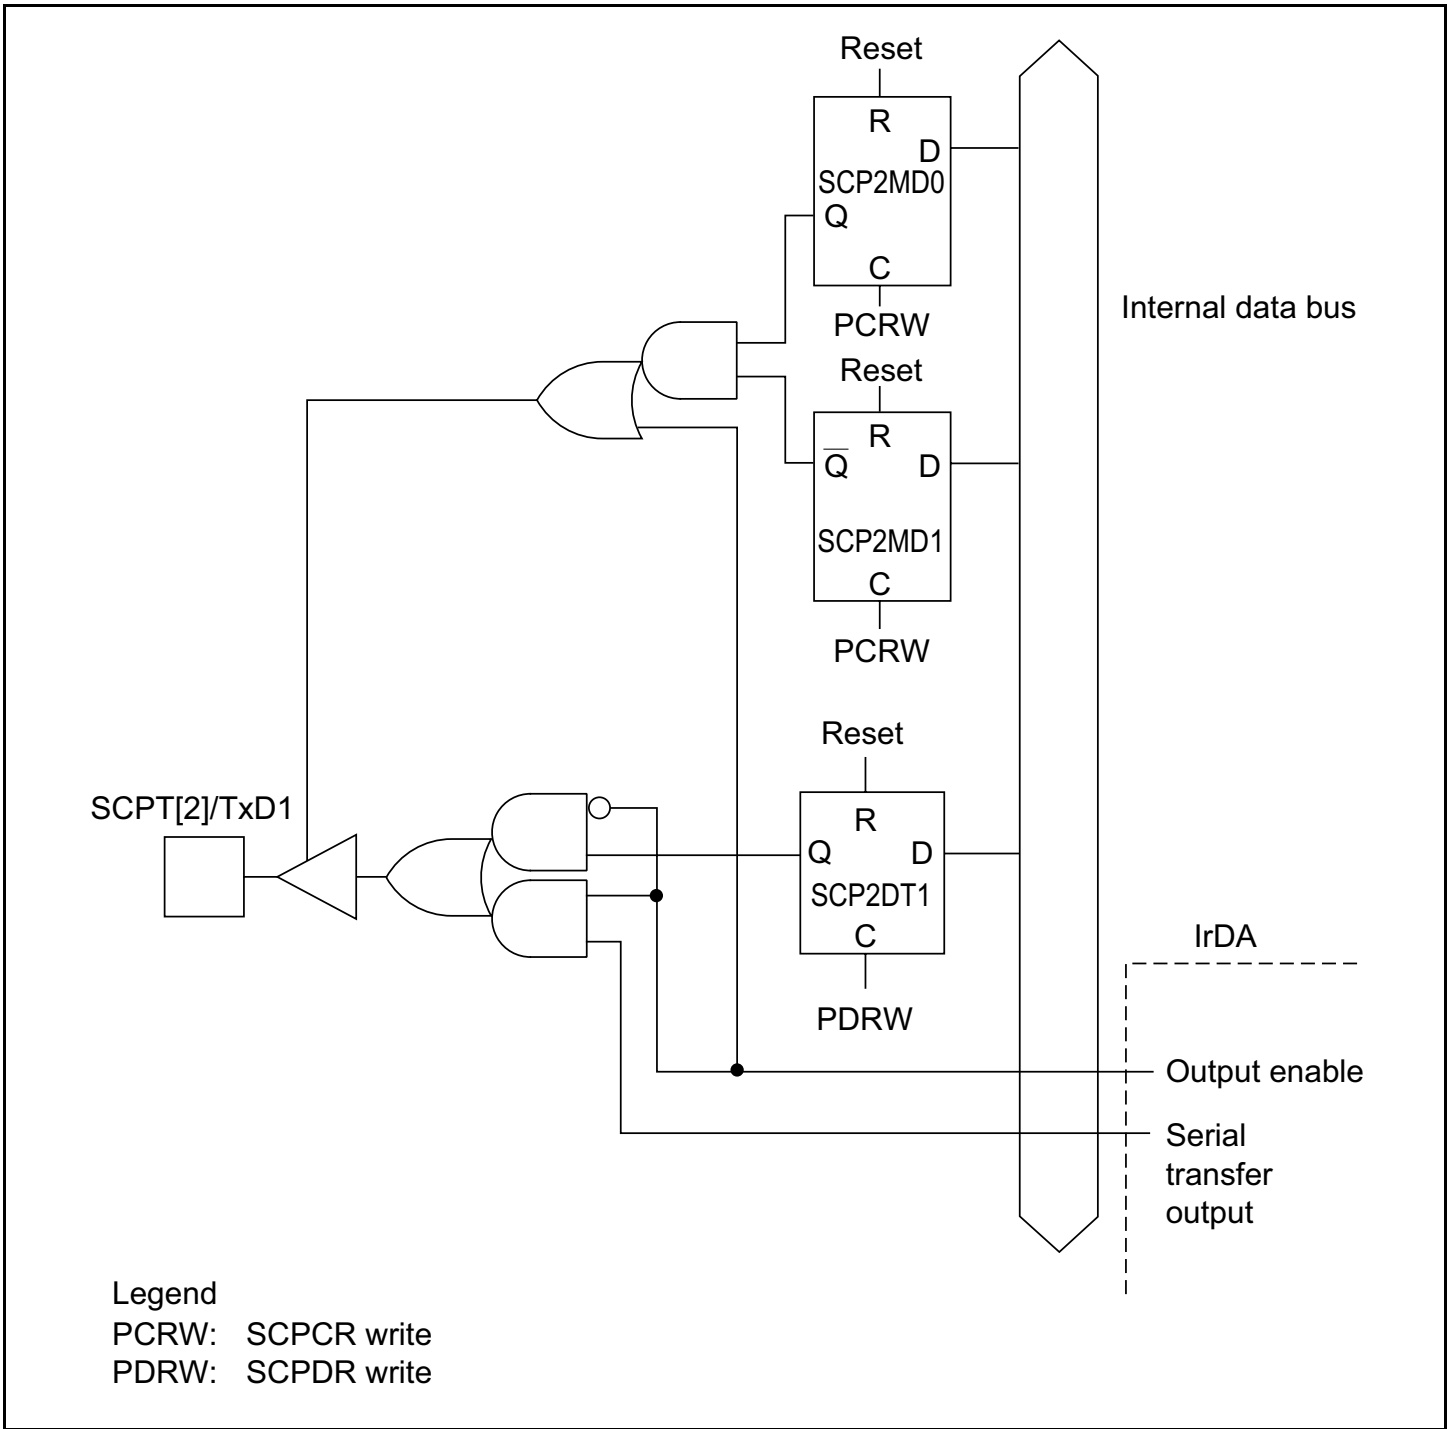 Reset
R
D
SCP2MD0
Q
C
PCRW
Internal data bus
Reset
R
Q̅ D
SCP2MD1
C
PCRW
Reset
SCPT[2]/TxD1
R
Q D
SCP2DT1
C
PDRW
IrDA
Output enable
Serial
transfer
output
Legend
PCRW: SCPCR write
PDRW: SCPDR write